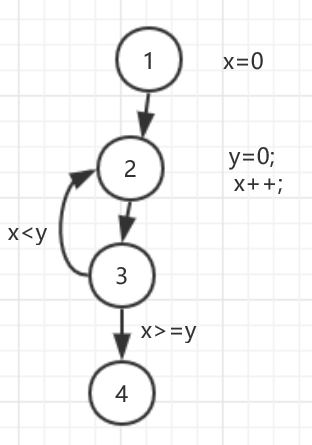 1 x=0
2 y=0;
x++;
x<y
3
x>=y
4